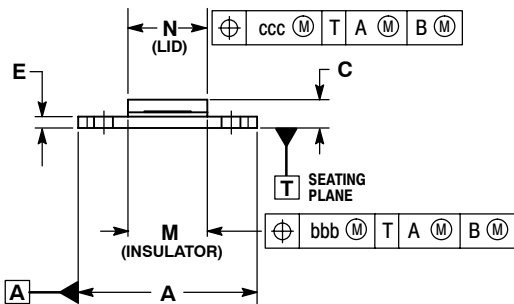 N
(LID)
⌖ ccc Ⓜ T A Ⓜ B Ⓜ
E
C
T
SEATING
PLANE
M
(INSULATOR)
⌖ bbb Ⓜ T A Ⓜ B Ⓜ
A
A